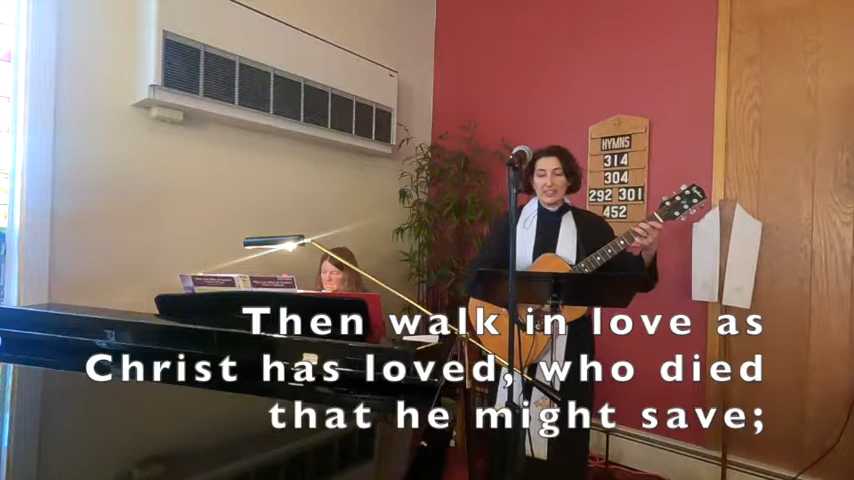 HYMNS
314
304
292 301
452
Then walk in love as
Christ has loved, who died
that he might save;